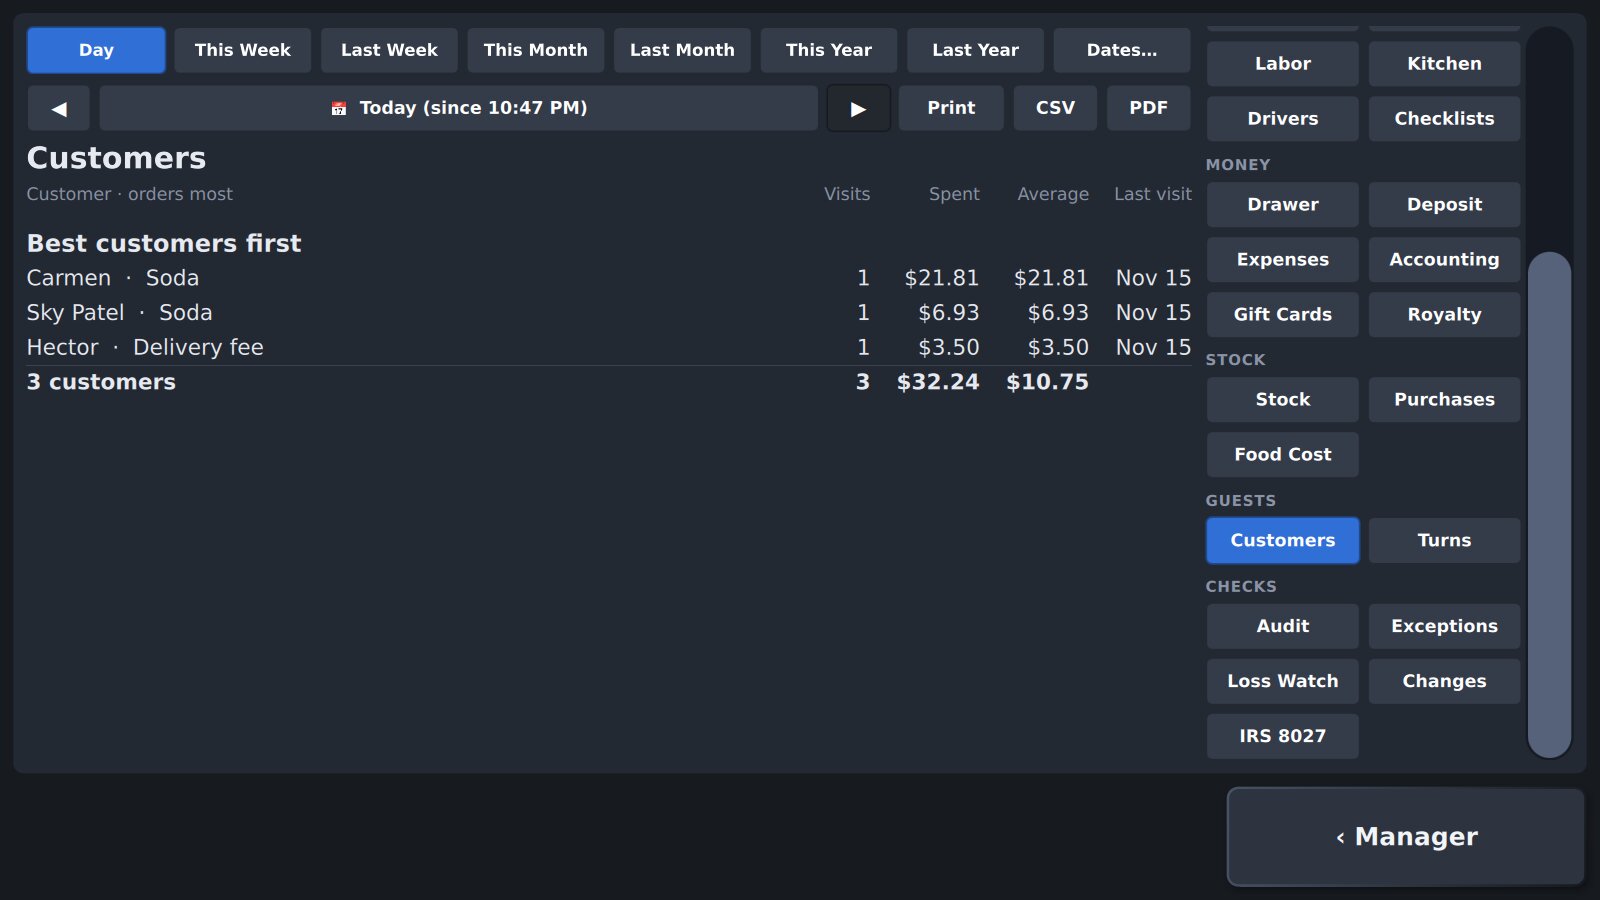 Day This Week Last Week This Month Last Month This Year Last Year Dates…
◀ 📅 Today (since 10:47 PM) ▶ Print CSV PDF
Customers
Customer · orders most Visits Spent Average Last visit
Best customers first
Carmen · Soda 1 $21.81 $21.81 Nov 15
Sky Patel · Soda 1 $6.93 $6.93 Nov 15
Hector · Delivery fee 1 $3.50 $3.50 Nov 15
3 customers 3 $32.24 $10.75
Labor Kitchen
Drivers Checklists
MONEY
Drawer Deposit
Expenses Accounting
Gift Cards Royalty
STOCK
Stock Purchases
Food Cost
GUESTS
Customers Turns
CHECKS
Audit Exceptions
Loss Watch Changes
IRS 8027
‹ Manager